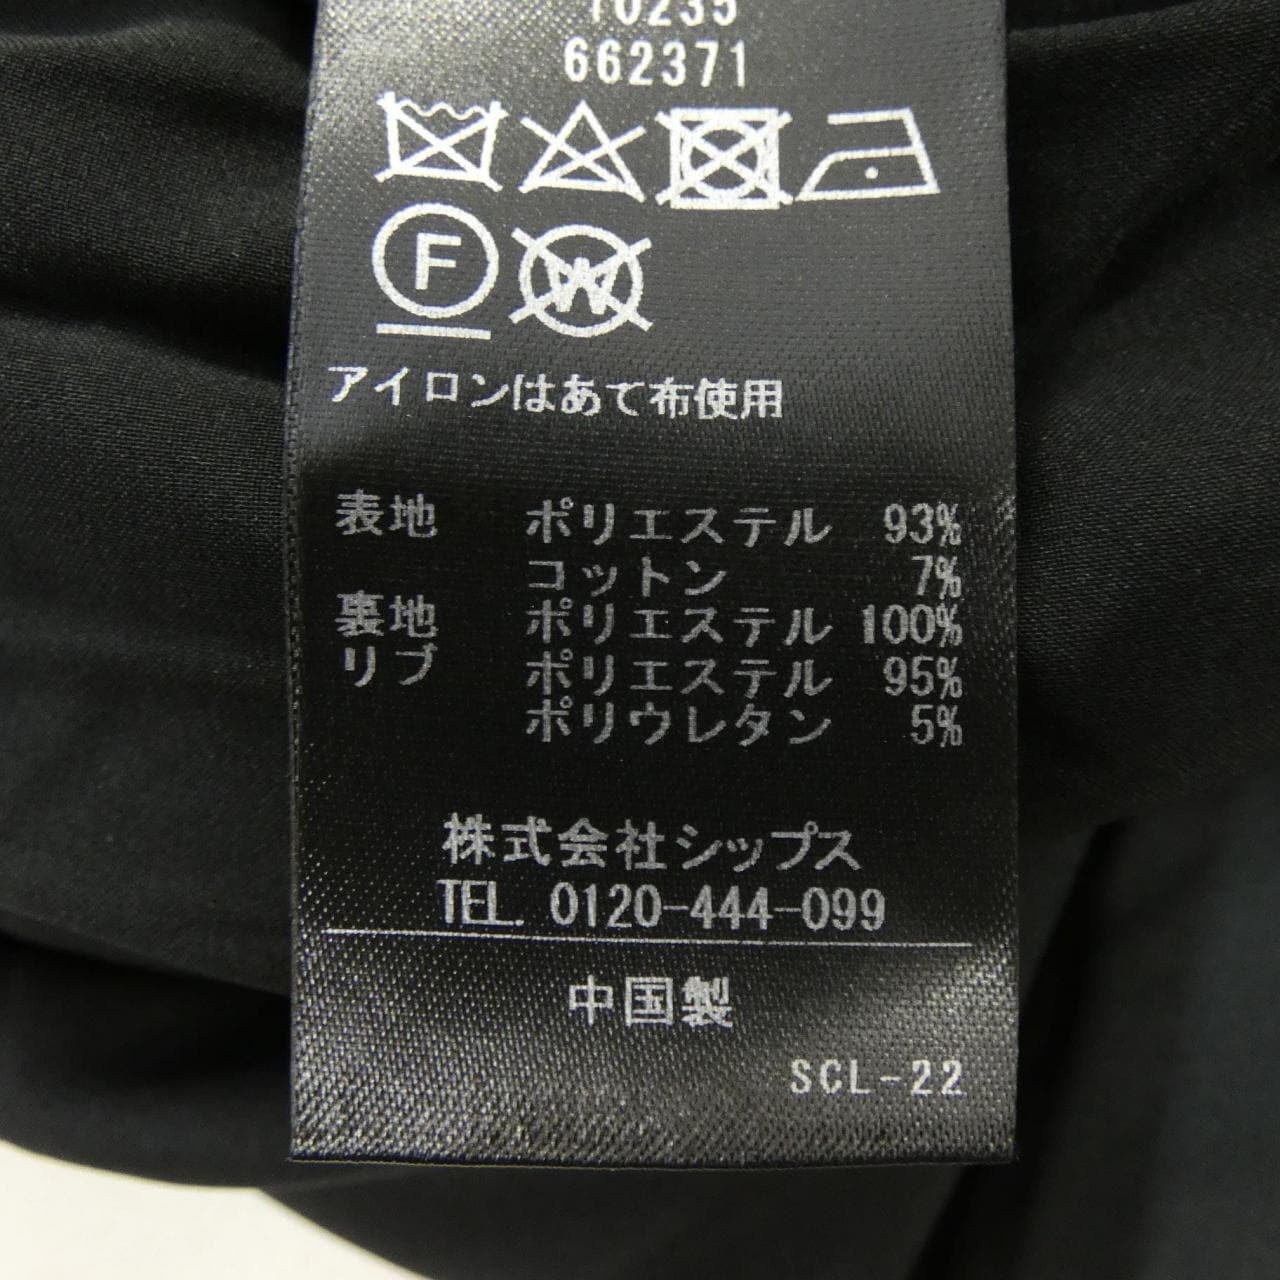 10235
662371
F W
アイロンはあて布使用
表地 ポリエステル 93%
コットン 7%
裏地 ポリエステル 100%
リブ ポリエステル 95%
ポリウレタン 5%
株式会社シップス
TEL. 0120-444-099
中国製
SCL-22